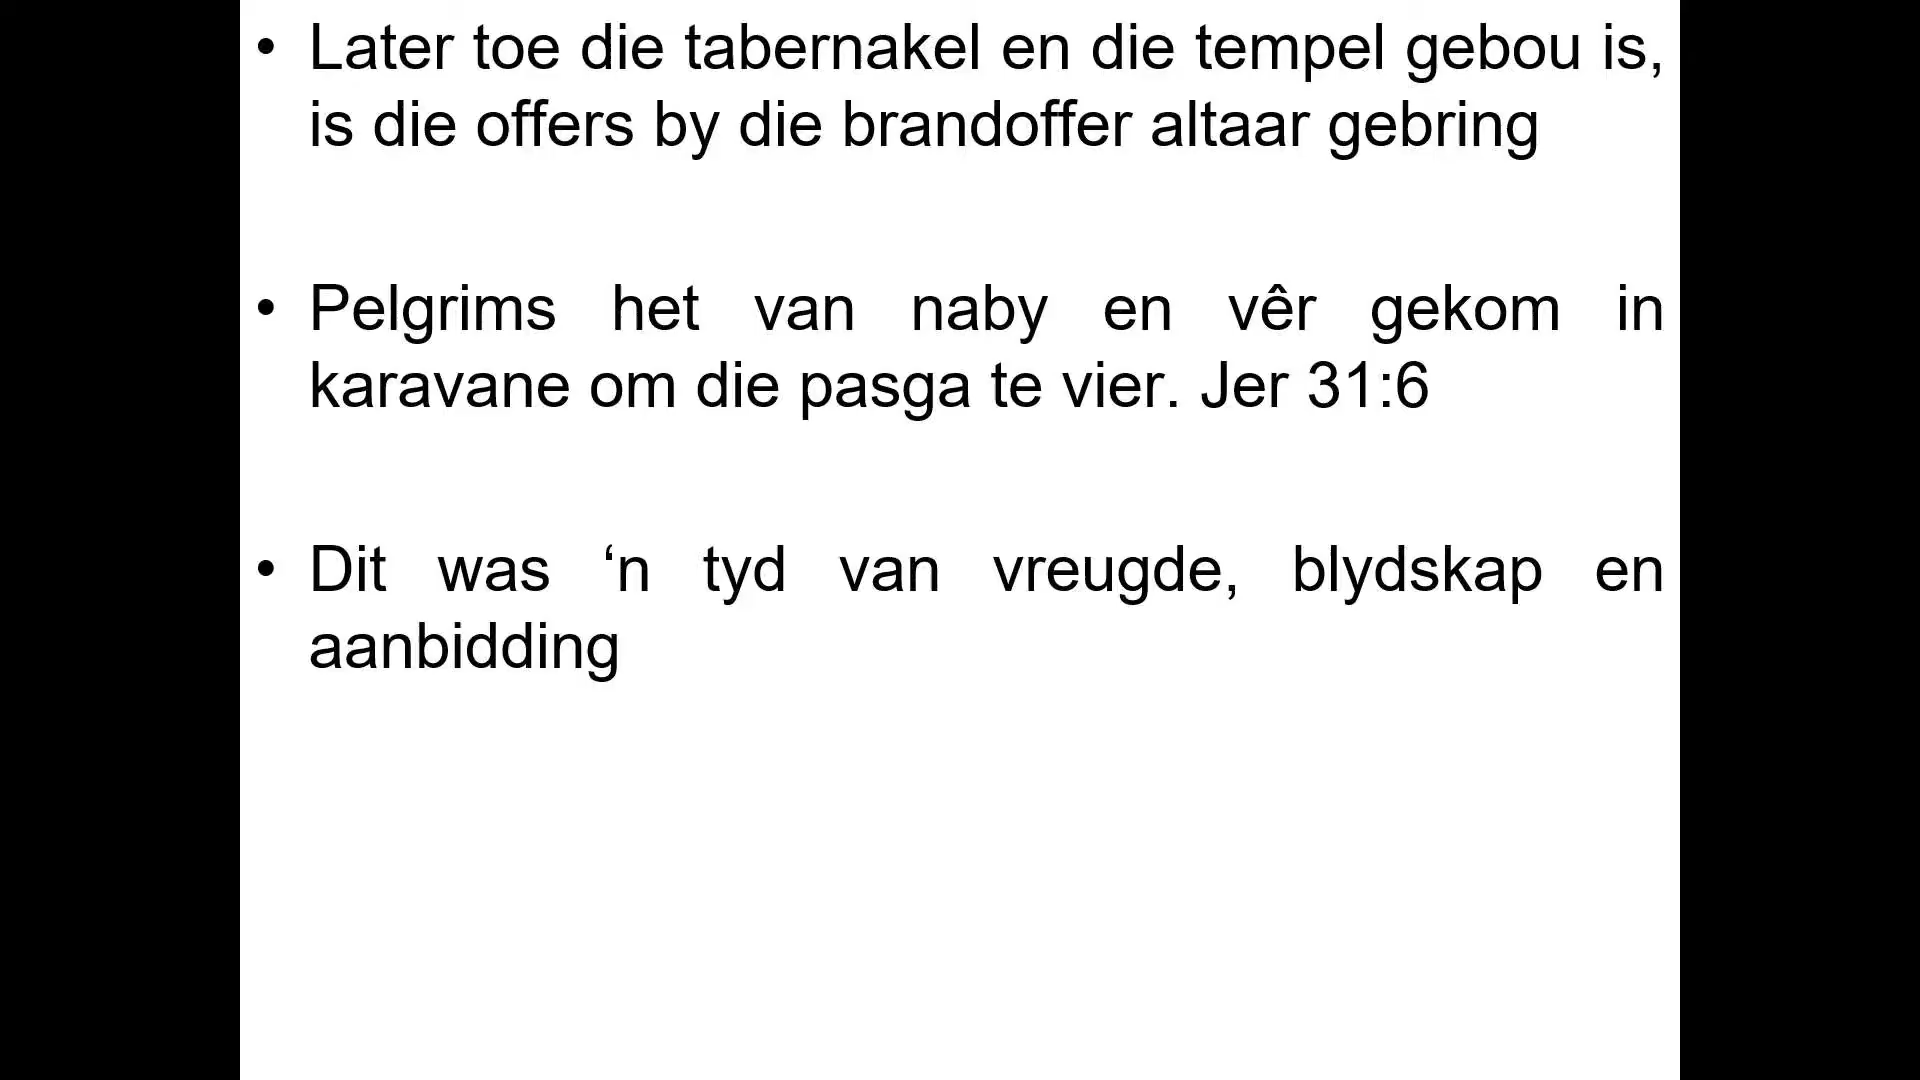 • Later toe die tabernakel en die tempel gebou is,
is die offers by die brandoffer altaar gebring
• Pelgrims het van naby en vêr gekom in
karavane om die pasga te vier. Jer 31:6
• Dit was ‘n tyd van vreugde, blydskap en
aanbidding